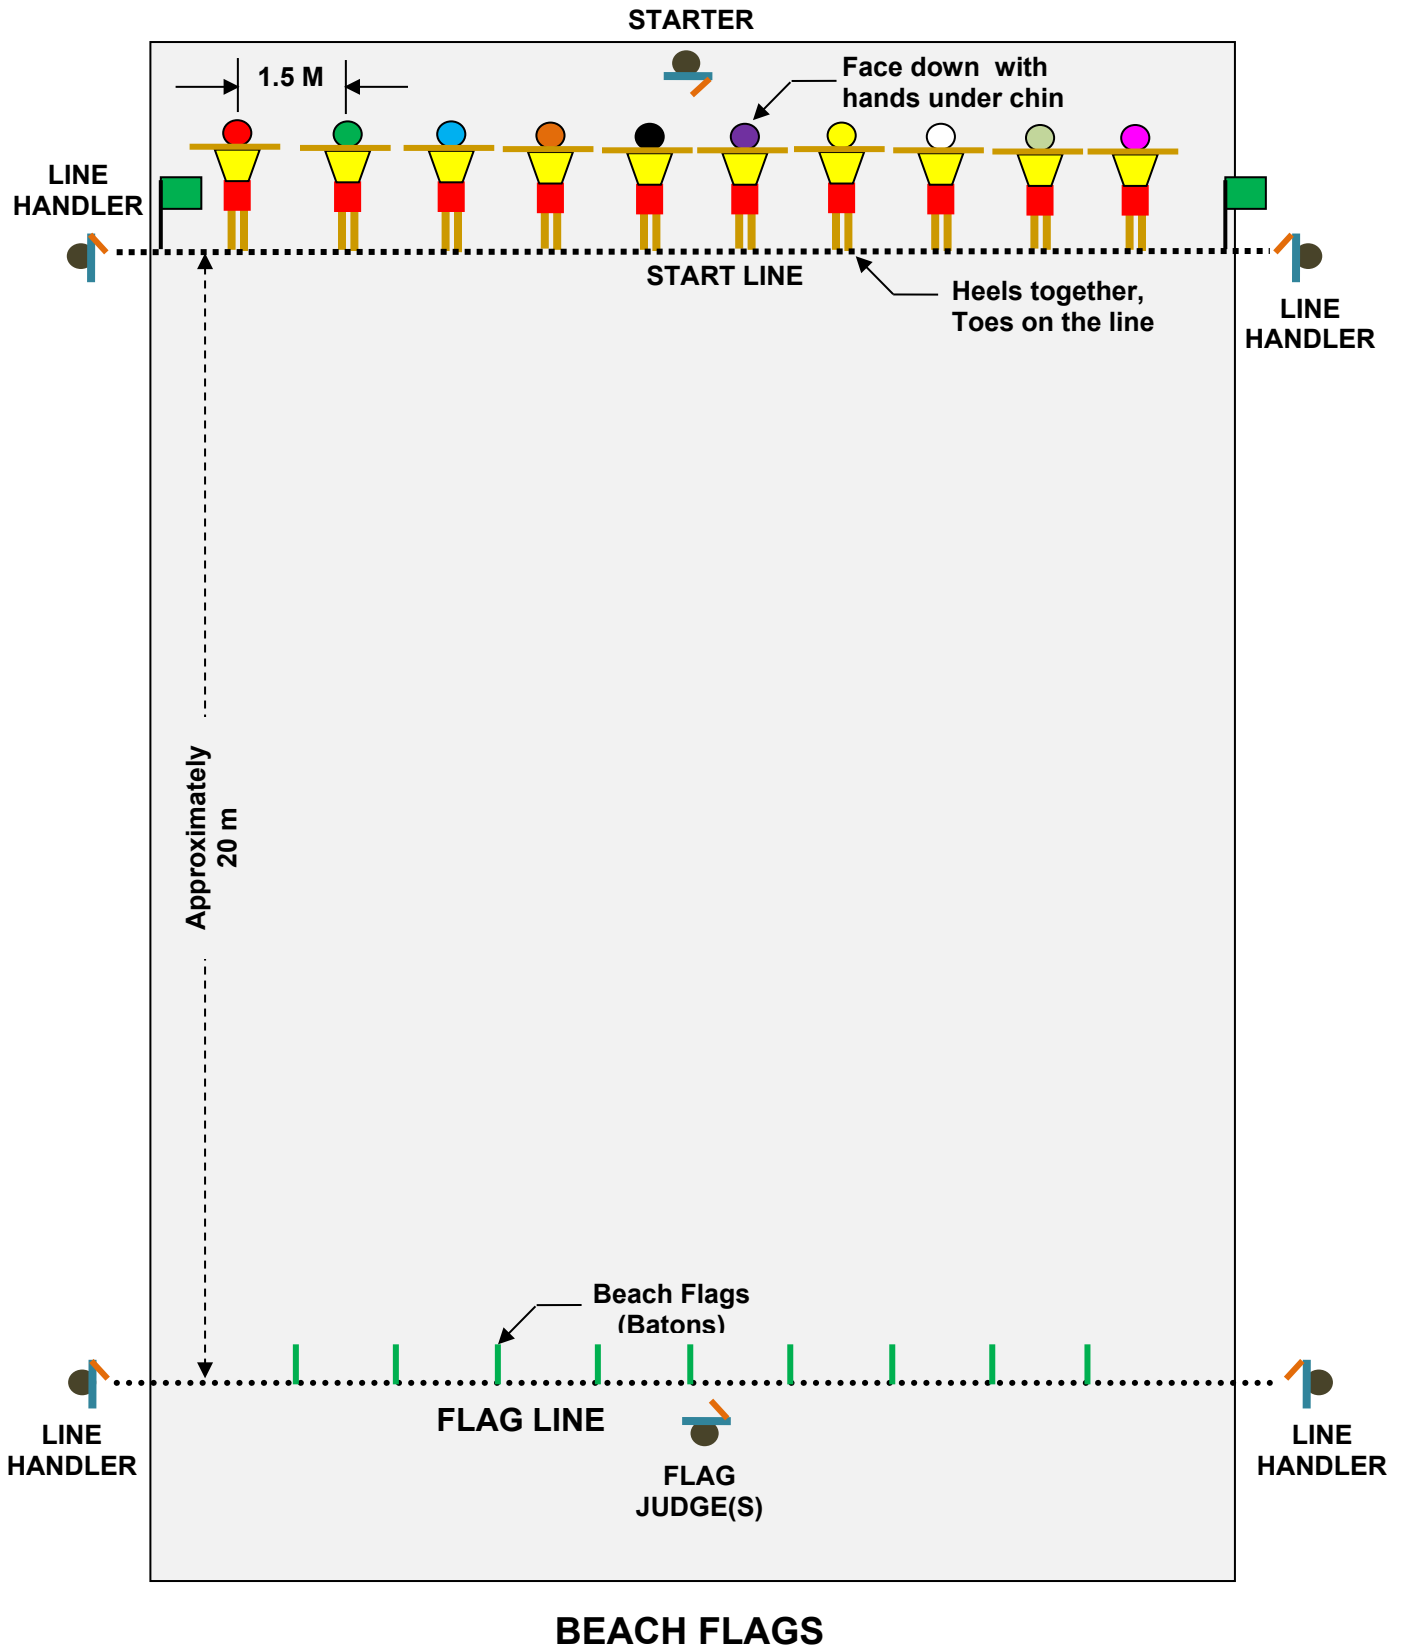 STARTER
1.5 M
Face down with
hands under chin
LINE
HANDLER
START LINE
Heels together,
Toes on the line
LINE
HANDLER
Approximately
20 m
Beach Flags
(Batons)
FLAG LINE
LINE
HANDLER
FLAG
JUDGE(S)
LINE
HANDLER
BEACH FLAGS